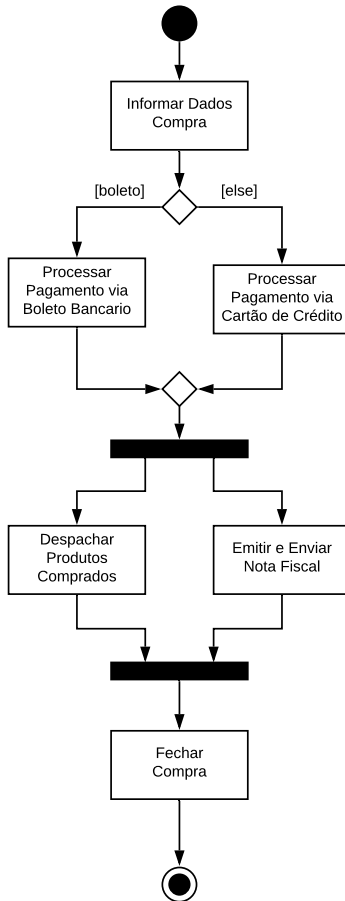 Informar Dados
Compra
[boleto]
[else]
Processar
Pagamento via
Boleto Bancario
Processar
Pagamento via
Cartão de Crédito
Despachar
Produtos
Comprados
Emitir e Enviar
Nota Fiscal
Fechar
Compra